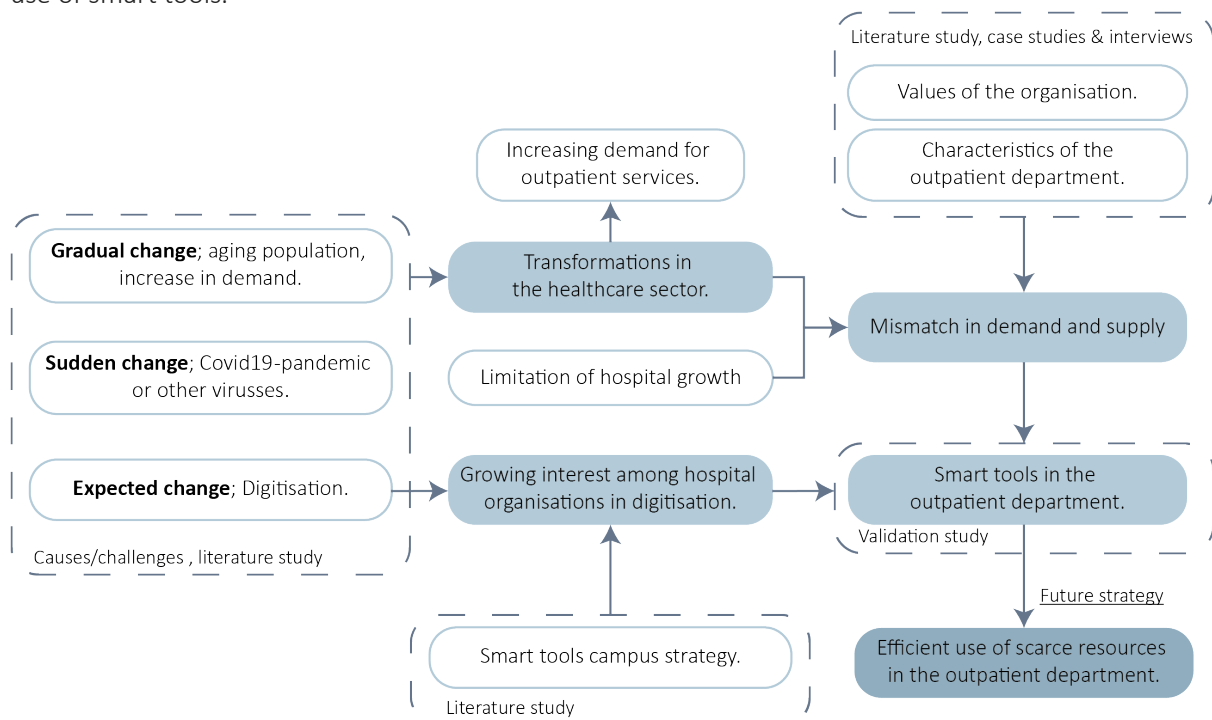 use of smart tools.
Literature study, case studies & interviews
Values of the organisation.
Characteristics of the
outpatient department.
Increasing demand for
outpatient services.
Gradual change; aging population,
increase in demand.
Transformations in
the healthcare sector.
Mismatch in demand and supply
Sudden change; Covid19-pandemic
or other virusses.
Limitation of hospital growth
Expected change; Digitisation.
Growing interest among hospital
organisations in digitisation.
Smart tools in the
outpatient department.
Validation study
Causes/challenges , literature study
Future strategy
Smart tools campus strategy.
Literature study
Efficient use of scarce resources
in the outpatient department.